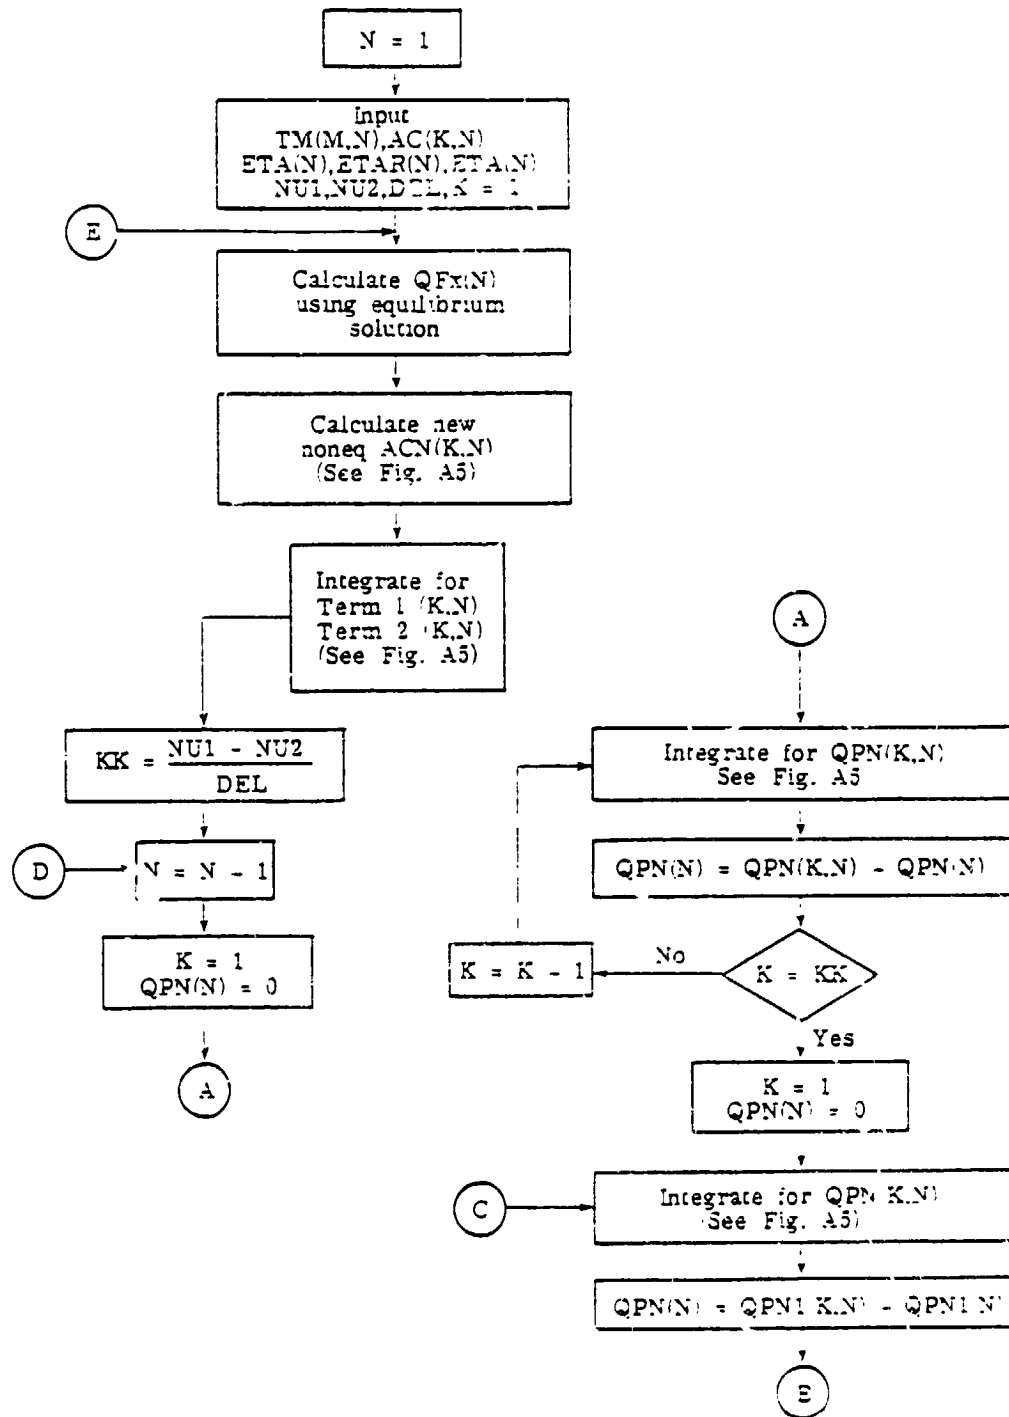 N = 1
Input
TM(M,N),AC(K,N)
ETA(N),ETAR(N),ETA(N)
NU1,NU2,DEL,K = 1
E
Calculate QFx(N)
using equilibrium
solution
Calculate new
noneq ACN(K,N)
(See Fig. A5)
Integrate for
Term 1 (K,N)
Term 2 (K,N)
(See Fig. A5)
KK = NU1 - NU2
DEL
D
N = N - 1
K = 1
QPN(N) = 0
A
A
Integrate for QPN(K,N)
See Fig. A5
QPN(N) = QPN(K,N) - QPN(N)
K = KK
No
K = K - 1
Yes
K = 1
QPN(N) = 0
C
Integrate for QPN K,N)
(See Fig. A5)
QPN(N) = QPN1 K,N) - QPN1 N)